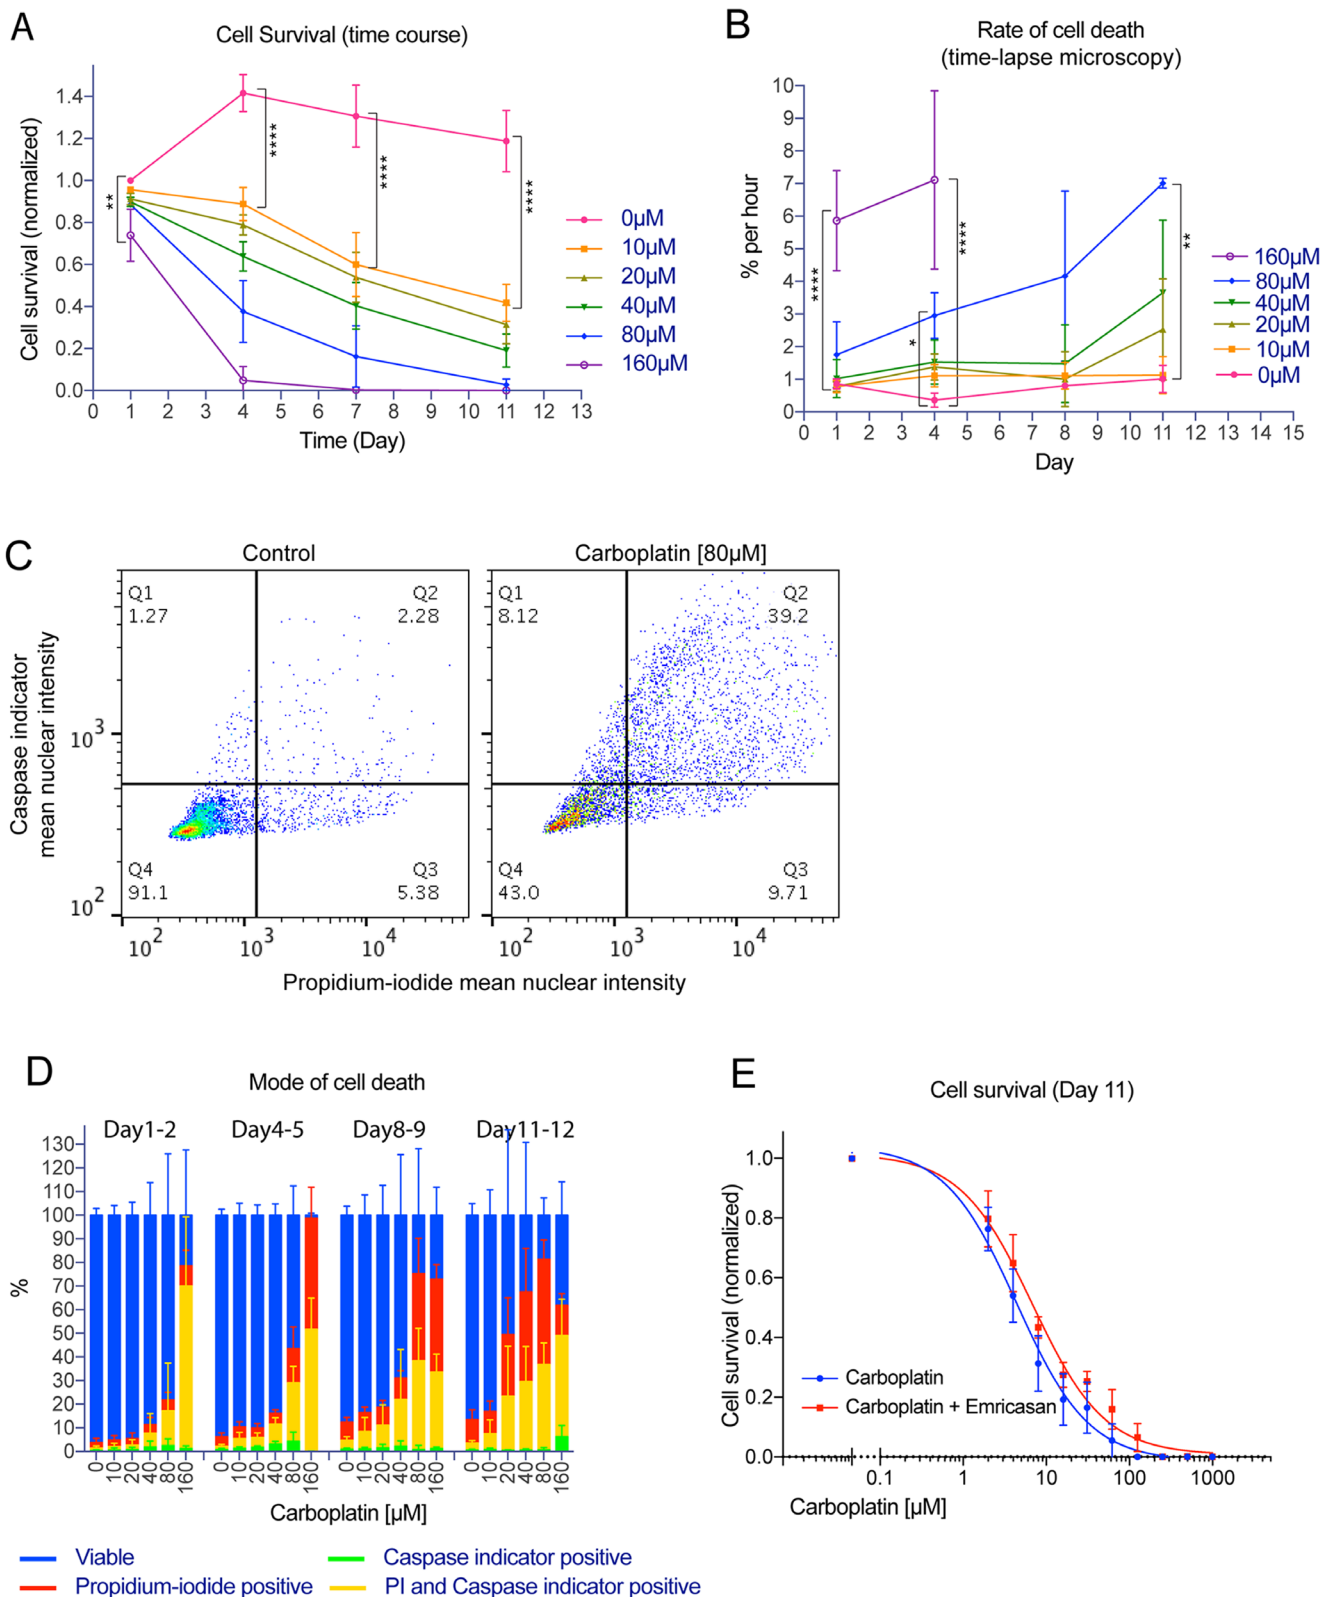 A
Cell Survival (time course)
Cell survival (normalized)
1.4
1.2
1.0
0.8
0.6
0.4
0.2
0.0
**
****
****
****
0 1 2 3 4 5 6 7 8 9 10 11 12 13
Time (Day)
0µM
10µM
20µM
40µM
80µM
160µM
B
Rate of cell death
(time-lapse microscopy)
% per hour
10
9
8
7
6
5
4
3
2
1
0
****
*
****
**
0 1 2 3 4 5 6 7 8 9 10 11 12 13 14 15
Day
160µM
80µM
40µM
20µM
10µM
0µM
C
Control
Carboplatin [80µM]
Caspase indicator
mean nuclear intensity
10³
10²
Q1
1.27
Q2
2.28
Q4
91.1
Q3
5.38
Q1
8.12
Q2
39.2
Q4
43.0
Q3
9.71
10² 10³ 10⁴
10² 10³ 10⁴
Propidium-iodide mean nuclear intensity
D
Mode of cell death
Day1-2 Day4-5 Day8-9 Day11-12
%
130
120
110
100
90
80
70
60
50
40
30
20
10
0
0 10 20 40 80 160 0 10 20 40 80 160 0 10 20 40 80 160 0 10 20 40 80 160
Carboplatin [µM]
Viable
Caspase indicator positive
Propidium-iodide positive
PI and Caspase indicator positive
E
Cell survival (Day 11)
Cell survival (normalized)
1.0
0.8
0.6
0.4
0.2
0.0
Carboplatin
Carboplatin + Emricasan
0.1 1 10 100 1000
Carboplatin [µM]